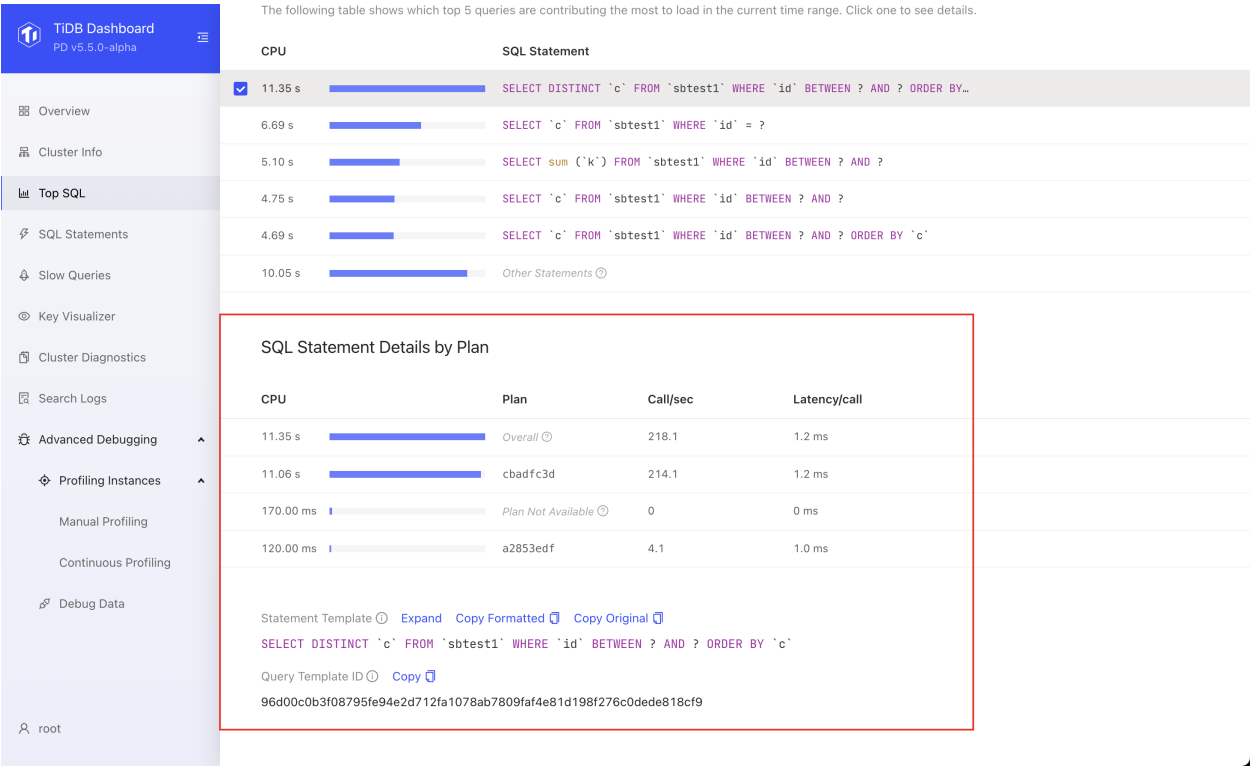 TiDB Dashboard
PD v5.5.0-alpha
Overview
Cluster Info
Top SQL
SQL Statements
Slow Queries
Key Visualizer
Cluster Diagnostics
Search Logs
Advanced Debugging
Profiling Instances
Manual Profiling
Continuous Profiling
Debug Data
root
The following table shows which top 5 queries are contributing the most to load in the current time range. Click one to see details.
CPU SQL Statement
11.35 s SELECT DISTINCT `c` FROM `sbtest1` WHERE `id` BETWEEN ? AND ? ORDER BY…
6.69 s SELECT `c` FROM `sbtest1` WHERE `id` = ?
5.10 s SELECT sum (`k`) FROM `sbtest1` WHERE `id` BETWEEN ? AND ?
4.75 s SELECT `c` FROM `sbtest1` WHERE `id` BETWEEN ? AND ?
4.69 s SELECT `c` FROM `sbtest1` WHERE `id` BETWEEN ? AND ? ORDER BY `c`
10.05 s Other Statements
SQL Statement Details by Plan
CPU Plan Call/sec Latency/call
11.35 s Overall 218.1 1.2 ms
11.06 s cbadfc3d 214.1 1.2 ms
170.00 ms Plan Not Available 0 0 ms
120.00 ms a2853edf 4.1 1.0 ms
Statement Template Expand Copy Formatted Copy Original
SELECT DISTINCT `c` FROM `sbtest1` WHERE `id` BETWEEN ? AND ? ORDER BY `c`
Query Template ID Copy
96d00c0b3f08795fe94e2d712fa1078ab7809faf4e81d198f276c0dede818cf9